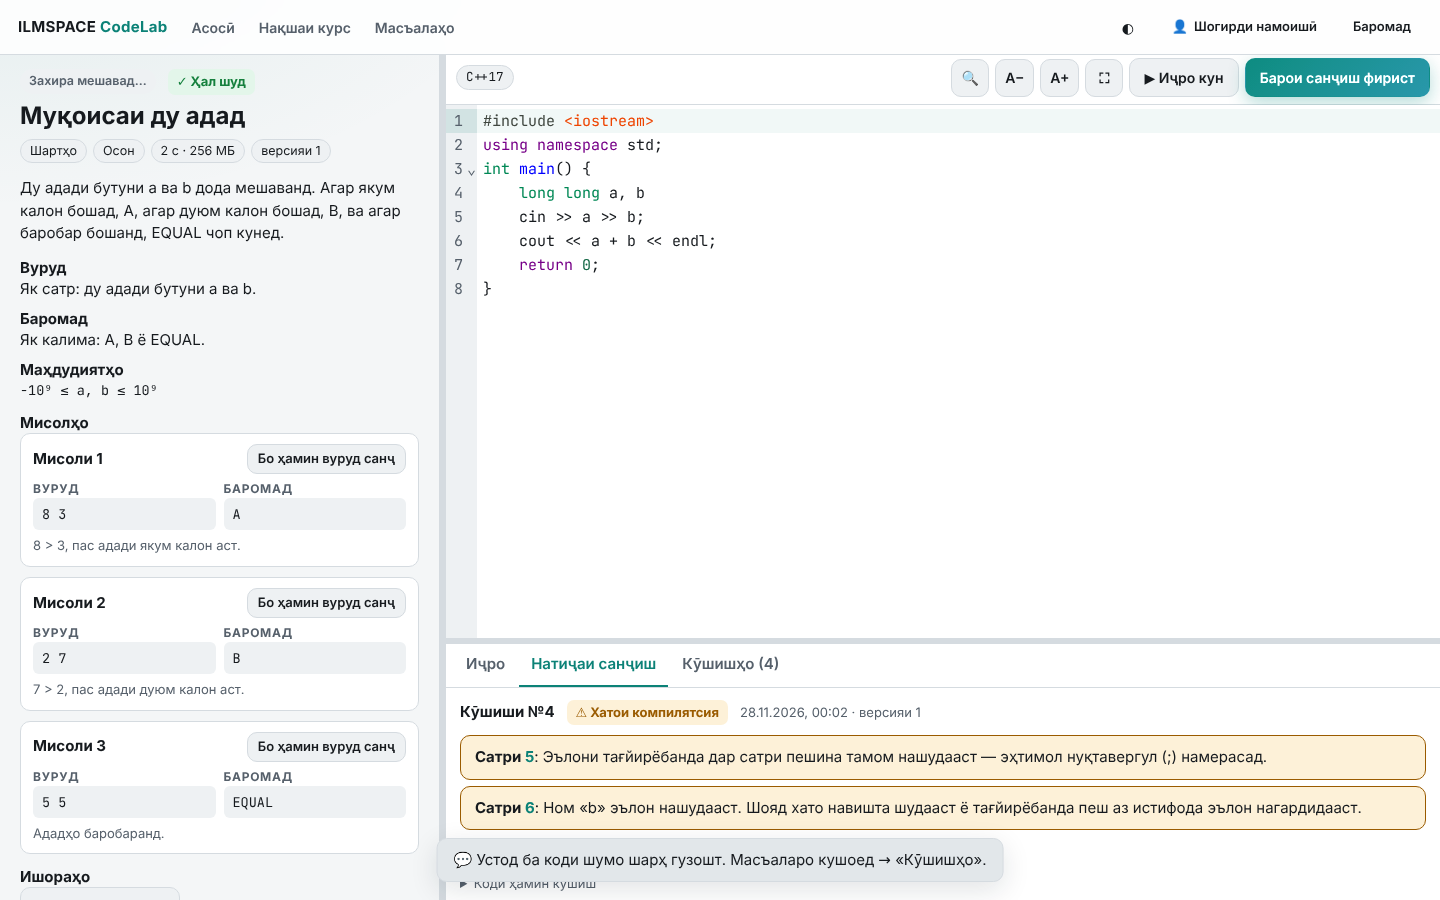 ILMSPACE CodeLab
Асосӣ
Нақшаи курс
Масъалаҳо
Шогирди намоишӣ
Баромад
Захира мешавад...
✓ Ҳал шуд
Муқоисаи ду адад
Шартҳо
Осон
2 с · 256 МБ
версияи 1
Ду адади бутуни a ва b дода мешаванд. Агар якум
калон бошад, A, агар дуюм калон бошад, B, ва агар
баробар бошанд, EQUAL чоп кунед.
Вуруд
Як сатр: ду адади бутуни a ва b.
Баромад
Як калима: A, B ё EQUAL.
Маҳдудиятҳо
-10⁹ ≤ a, b ≤ 10⁹
Мисолҳо
Мисоли 1
Бо ҳамин вуруд санҷ
ВУРУД
БАРОМАД
8 3
A
8 > 3, пас адади якум калон аст.
Мисоли 2
Бо ҳамин вуруд санҷ
ВУРУД
БАРОМАД
2 7
B
7 > 2, пас адади дуюм калон аст.
Мисоли 3
Бо ҳамин вуруд санҷ
ВУРУД
БАРОМАД
5 5
EQUAL
Ададҳо баробаранд.
Ишораҳо
C++17
A−
A+
▶ Иҷро кун
Барои санҷиш фирист
1 #include <iostream>
2 using namespace std;
3 int main() {
4 long long a, b
5 cin >> a >> b;
6 cout << a + b << endl;
7 return 0;
8 }
Иҷро
Натиҷаи санҷиш
Кӯшишҳо (4)
Кӯшиши №4
⚠ Хатои компилятсия
28.11.2026, 00:02 · версияи 1
Сатри 5: Эълони тағйирёбанда дар сатри пешина тамом нашудааст — эҳтимол нуқтавергул (;) намерасад.
Сатри 6: Ном «b» эълон нашудааст. Шояд хато навишта шудааст ё тағйирёбанда пеш аз истифода эълон нагардидааст.
💬 Устод ба коди шумо шарҳ гузошт. Масъаларо кушоед → «Кӯшишҳо».
▶ Коди ҳамин кӯшиш